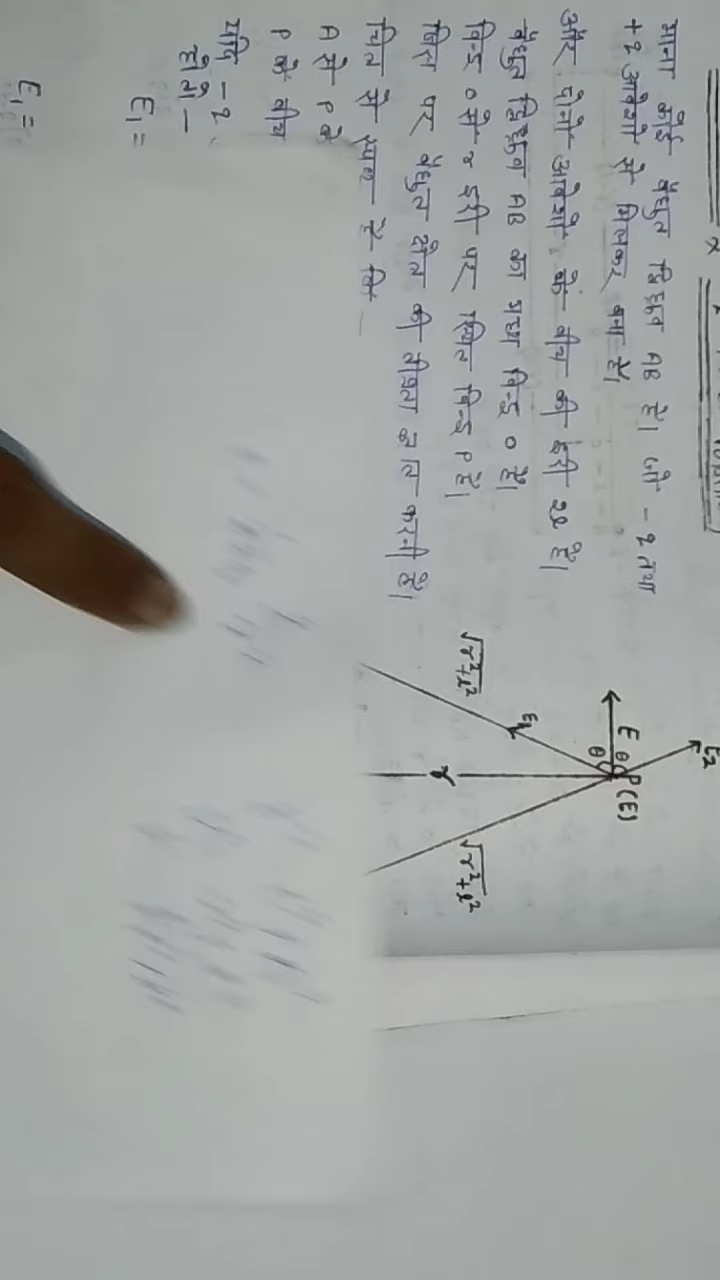 माना कोई वैद्युत द्विध्रुव AB है। जो -q तथा
+q आवेशो से मिलकर बना है।
और दोनो आवेशो के बीच की दूरी 2l है।
वैद्युत द्विध्रुव AB का मध्य बिन्दु O है।
बिन्दु O से r दूरी पर स्थित बिन्दु P है।
जिस पर वैद्युत क्षेत्र की तीव्रता ज्ञात करनी है।
चित्र से स्पष्ट है कि
A से P के
P के बीच
यदि -q
होतो -
E₁ =
E₁ =
E₂
P(E)
E
θ
θ
E₁
√r²+l²
r
√r²+l²